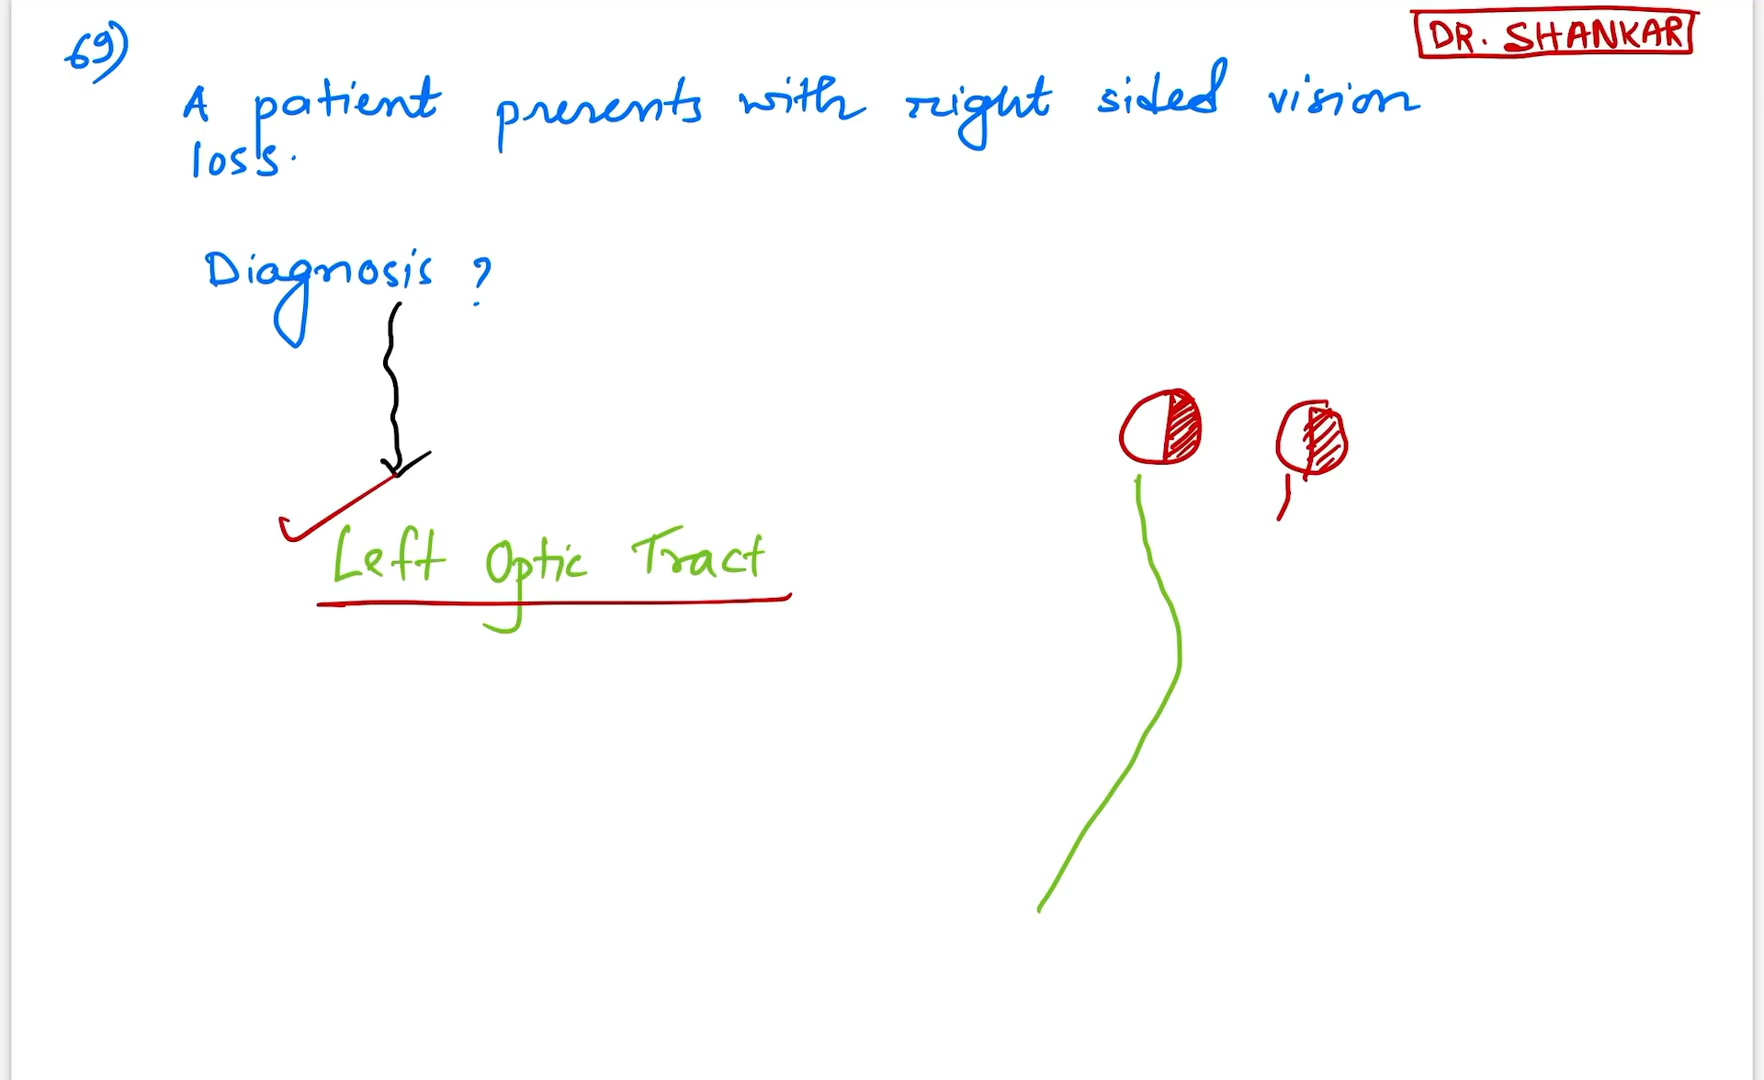 69)
DR. SHANKAR
A patient presents with right sided vision
loss.
Diagnosis ?
Left Optic Tract